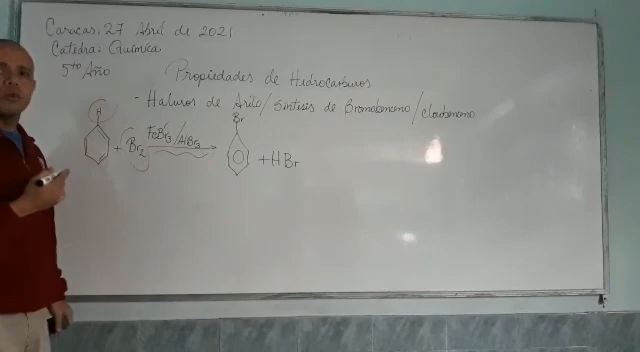 Caracas, 27 Abril de 2021
Catedra: Química
5to Año
Propiedades de Hidrocarburos
- Haluros de Arilo/Síntesis de Bromobenceno/clorobenceno
H
Br
+ Br2 FeBr3/AlBr3 → + HBr